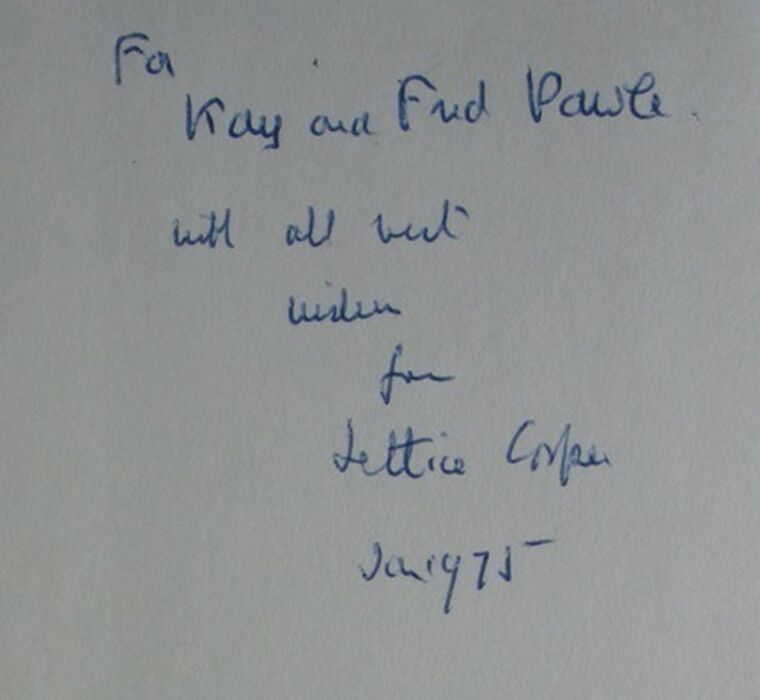 For
Kay and Fred Pawle.
with all best
wishes
from
Lettice Cooper
Jan 1975